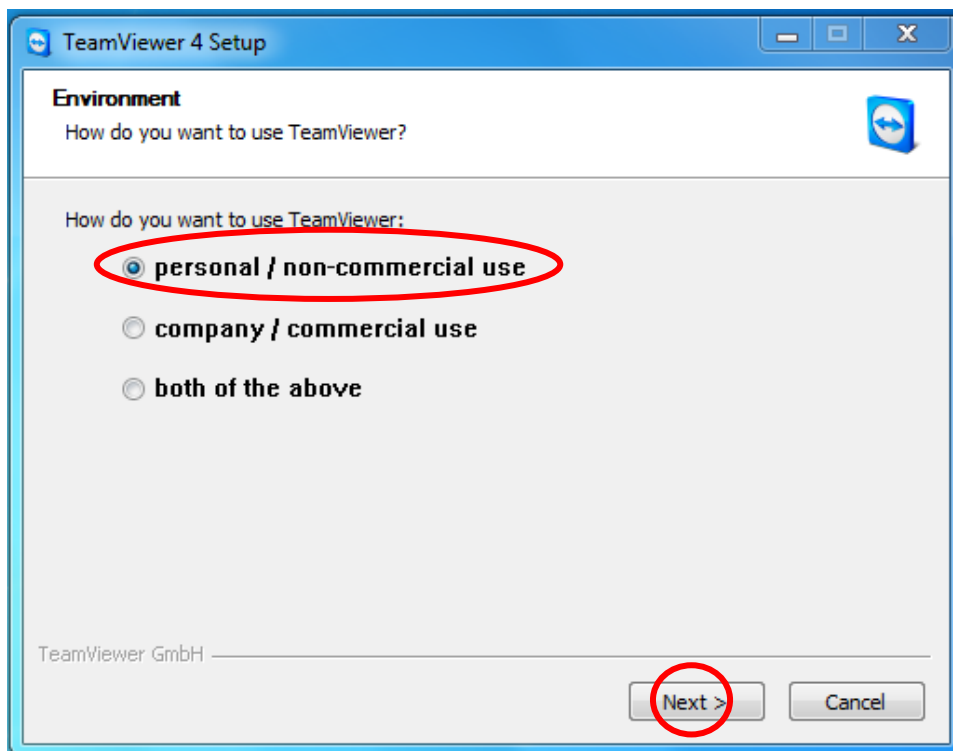 TeamViewer 4 Setup
Environment
How do you want to use TeamViewer?
How do you want to use TeamViewer:
personal / non-commercial use
company / commercial use
both of the above
TeamViewer GmbH
Next >
Cancel